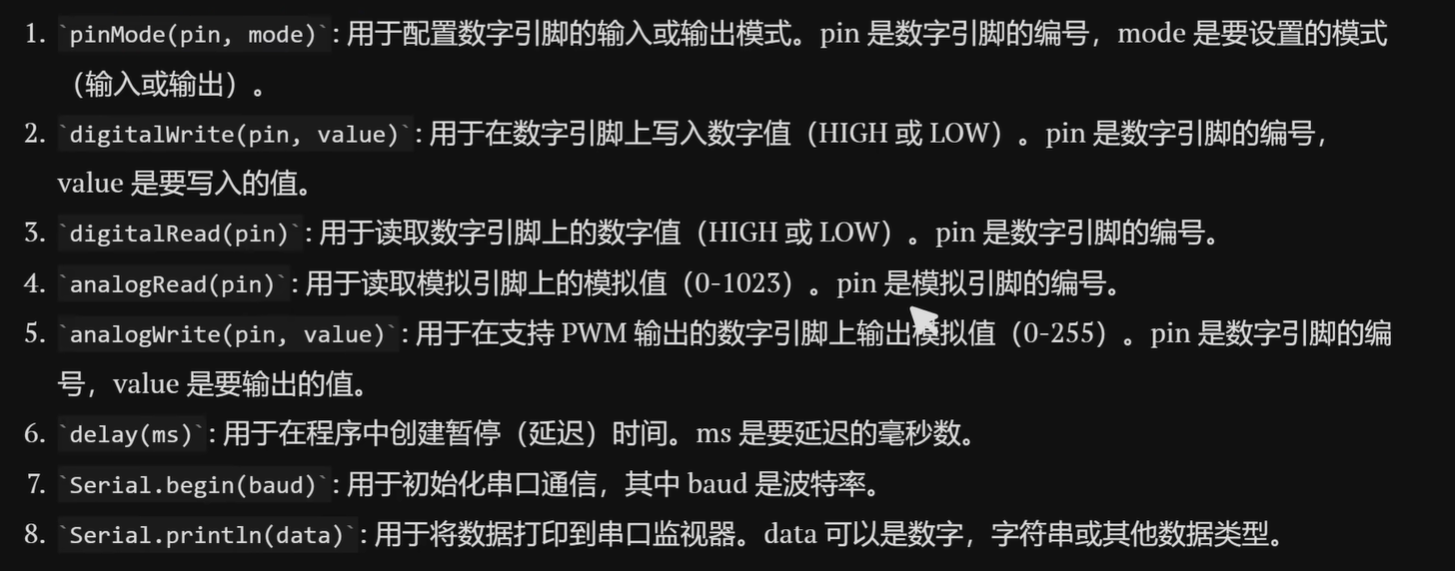 1. `pinMode(pin, mode)`: 用于配置数字引脚的输入或输出模式。pin 是数字引脚的编号，mode 是要设置的模式
（输入或输出）。
2. `digitalWrite(pin, value)`: 用于在数字引脚上写入数字值（HIGH 或 LOW）。pin 是数字引脚的编号，
value 是要写入的值。
3. `digitalRead(pin)`: 用于读取数字引脚上的数字值（HIGH 或 LOW）。pin 是数字引脚的编号。
4. `analogRead(pin)`: 用于读取模拟引脚上的模拟值（0-1023）。pin 是模拟引脚的编号。
5. `analogWrite(pin, value)`: 用于在支持 PWM 输出的数字引脚上输出模拟值（0-255）。pin 是数字引脚的编
号，value 是要输出的值。
6. `delay(ms)`: 用于在程序中创建暂停（延迟）时间。ms 是要延迟的毫秒数。
7. `Serial.begin(baud)`: 用于初始化串口通信，其中 baud 是波特率。
8. `Serial.println(data)`: 用于将数据打印到串口监视器。data 可以是数字，字符串或其他数据类型。